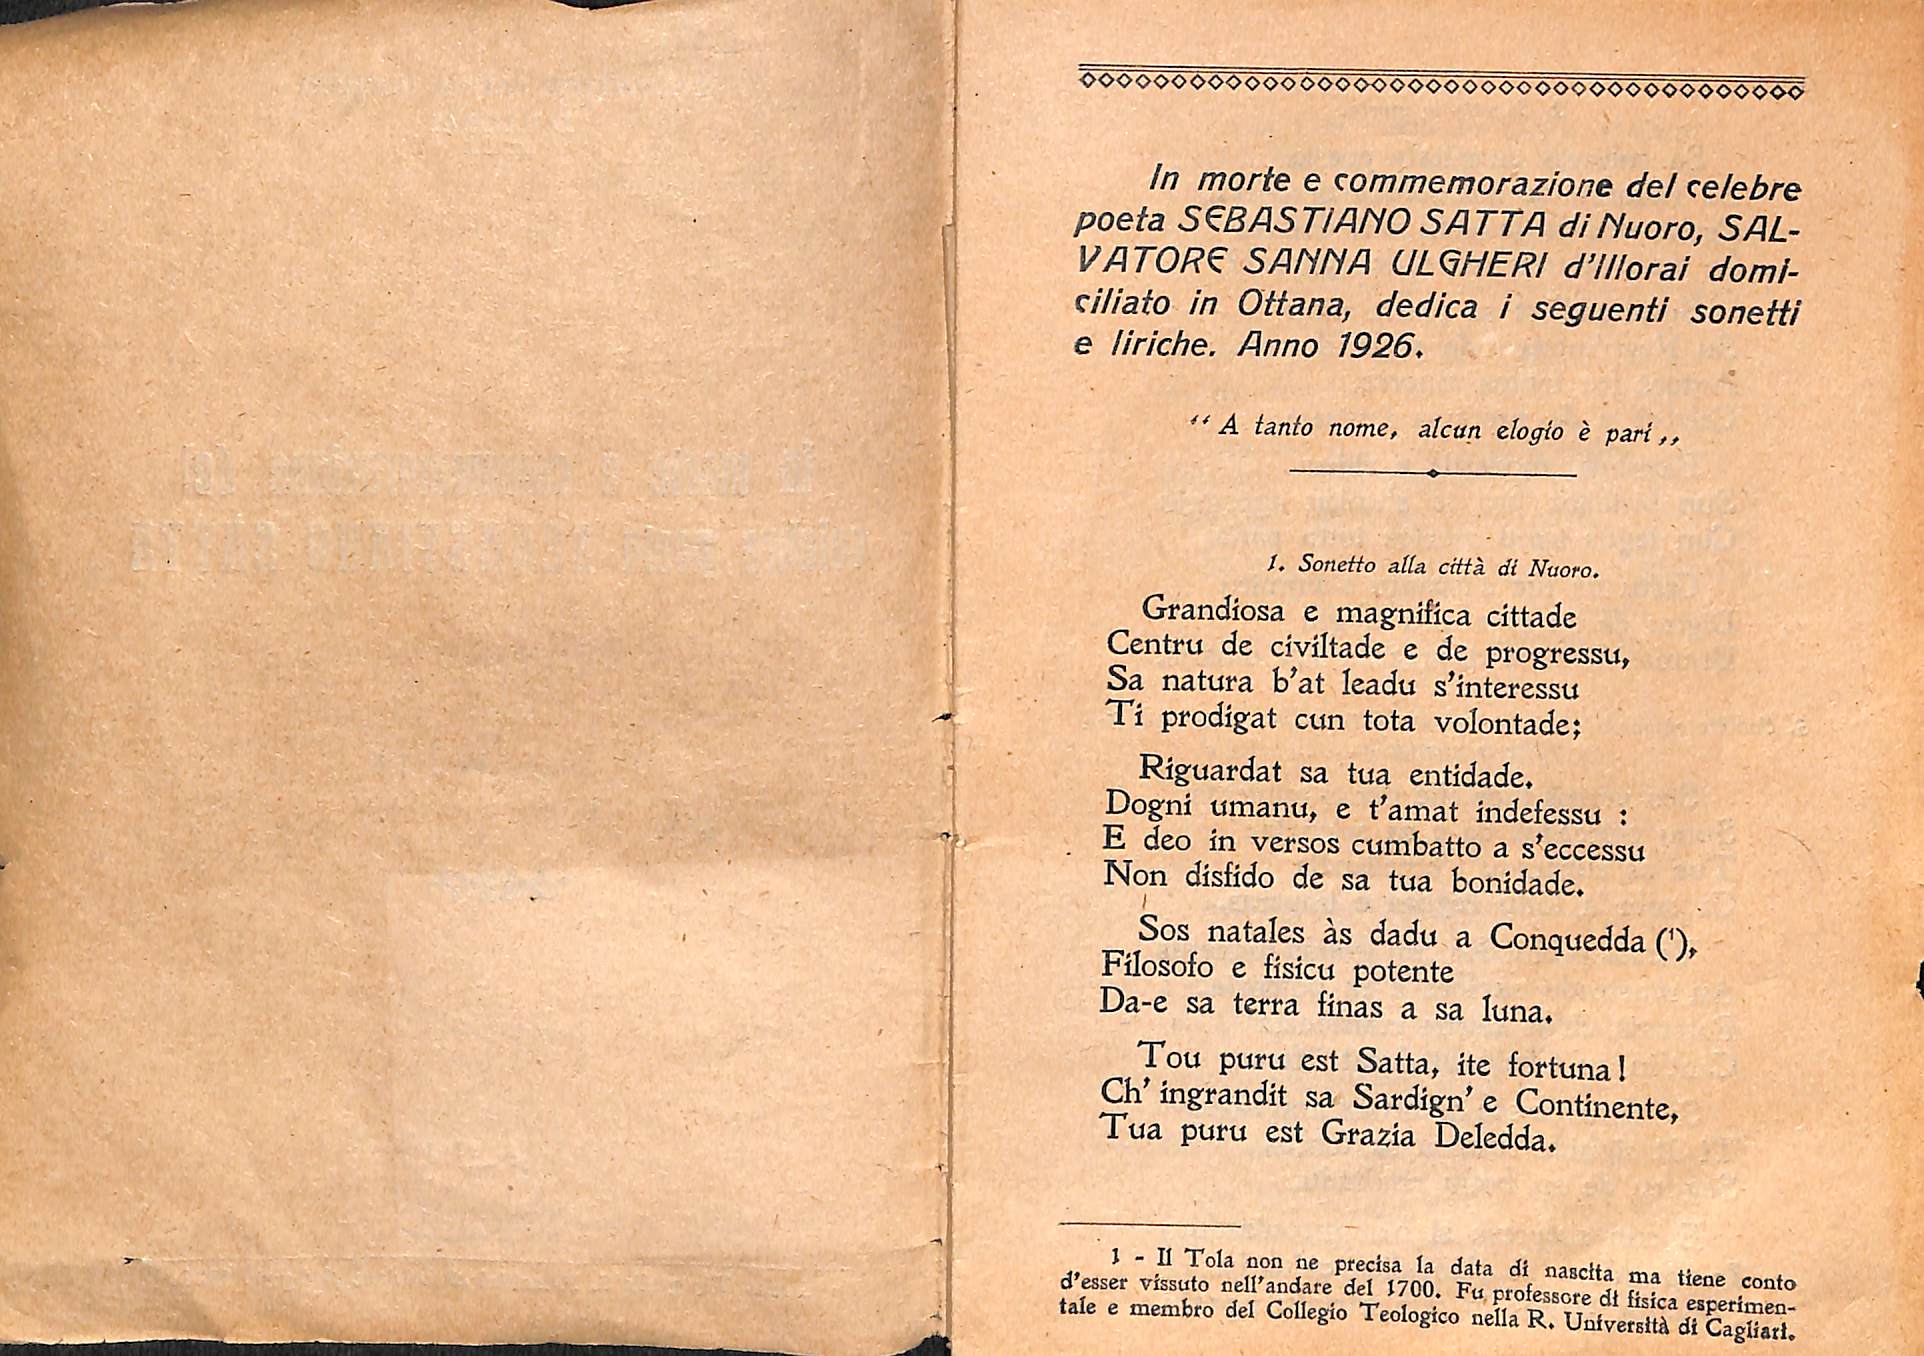 In morte e commemorazione del celebre
poeta SEBASTIANO SATTA di Nuoro, SAL-
VATORE SANNA ULGHERI d'Illorai domi-
ciliato in Ottana, dedica i seguenti sonetti
e liriche. Anno 1926.
“ A tanto nome, alcun elogio è pari „
1. Sonetto alla città di Nuoro.
Grandiosa e magnifica cittade
Centru de civiltade e de progressu,
Sa natura b'at leadu s'interessu
Ti prodigat cun tota volontade;
Riguardat sa tua entidade.
Dogni umanu, e t'amat indefessu :
E deo in versos cumbatto a s'eccessu
Non disfido de sa tua bonidade.
Sos natales às dadu a Conquedda (¹),
Filosofo e fisicu potente
Da-e sa terra finas a sa luna.
Tou puru est Satta, ite fortuna!
Ch' ingrandit sa Sardign' e Continente,
Tua puru est Grazia Deledda.
1 - Il Tola non ne precisa la data di nascita ma tiene conto
d'esser vissuto nell'andare del 1700. Fu professore di fisica esperimen-
tale e membro del Collegio Teologico nella R. Università di Cagliari.